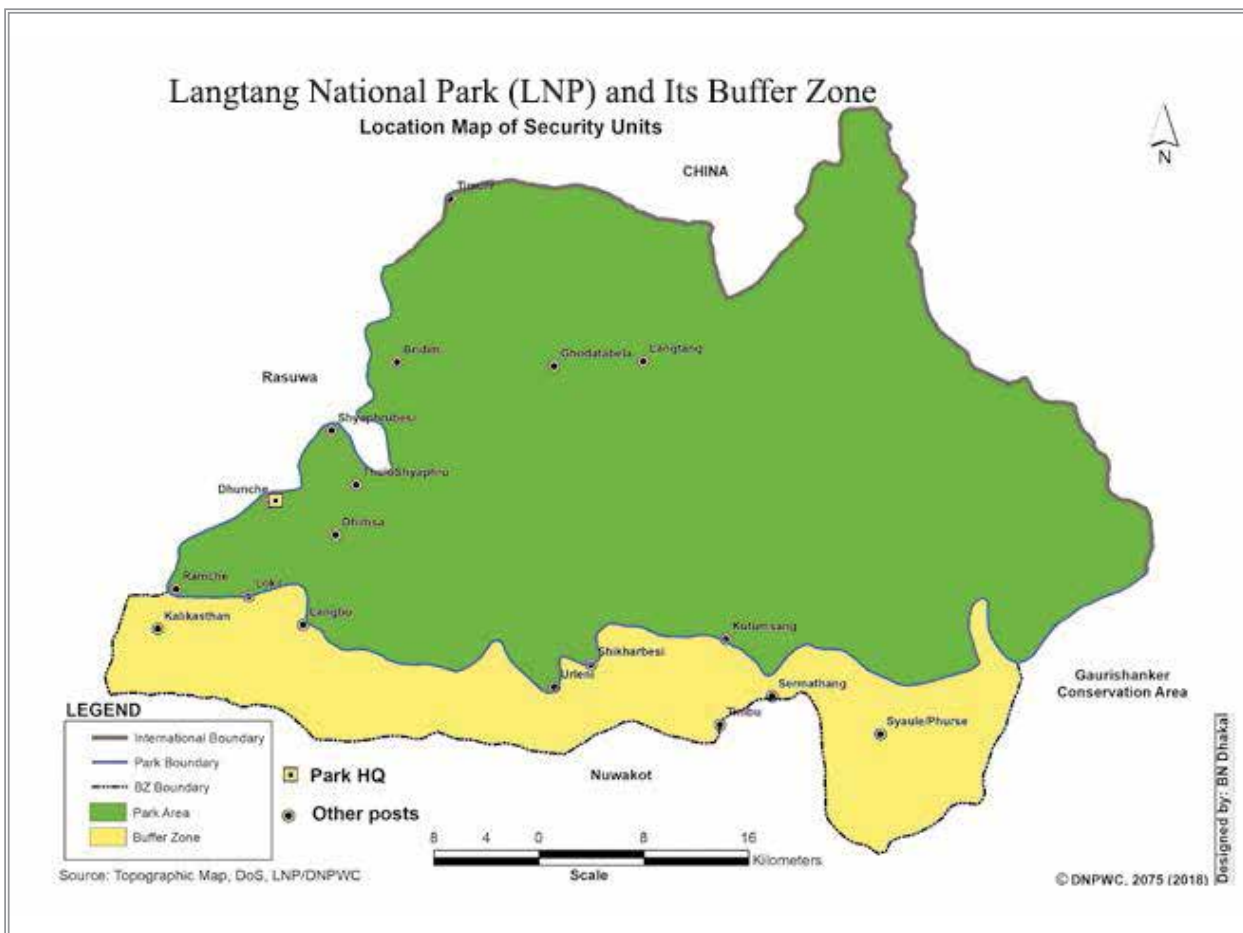 Langtang National Park (LNP) and Its Buffer Zone
Location Map of Security Units
N
CHINA
Bridim
Ghodatabela
Langtang
Rasuwa
Shyaphrubesi
ThuloShyaphru
Dhunche
Dhimsa
Ramche
Kalikasthan
Langbu
Kutumsang
Shikharbesi
Urleni
Sermathang
Gaurishanker
Conservation Area
Timbu
Syaule/Phurse
Nuwakot
LEGEND
International Boundary
Park Boundary
BZ Boundary
Park Area
Buffer Zone
Park HQ
Other posts
8 4 0 8 16
Kilometers
Scale
Source: Topographic Map, DoS, LNP/DNPWC
© DNPWC, 2075 (2018)
Designed by: BN Dhakal